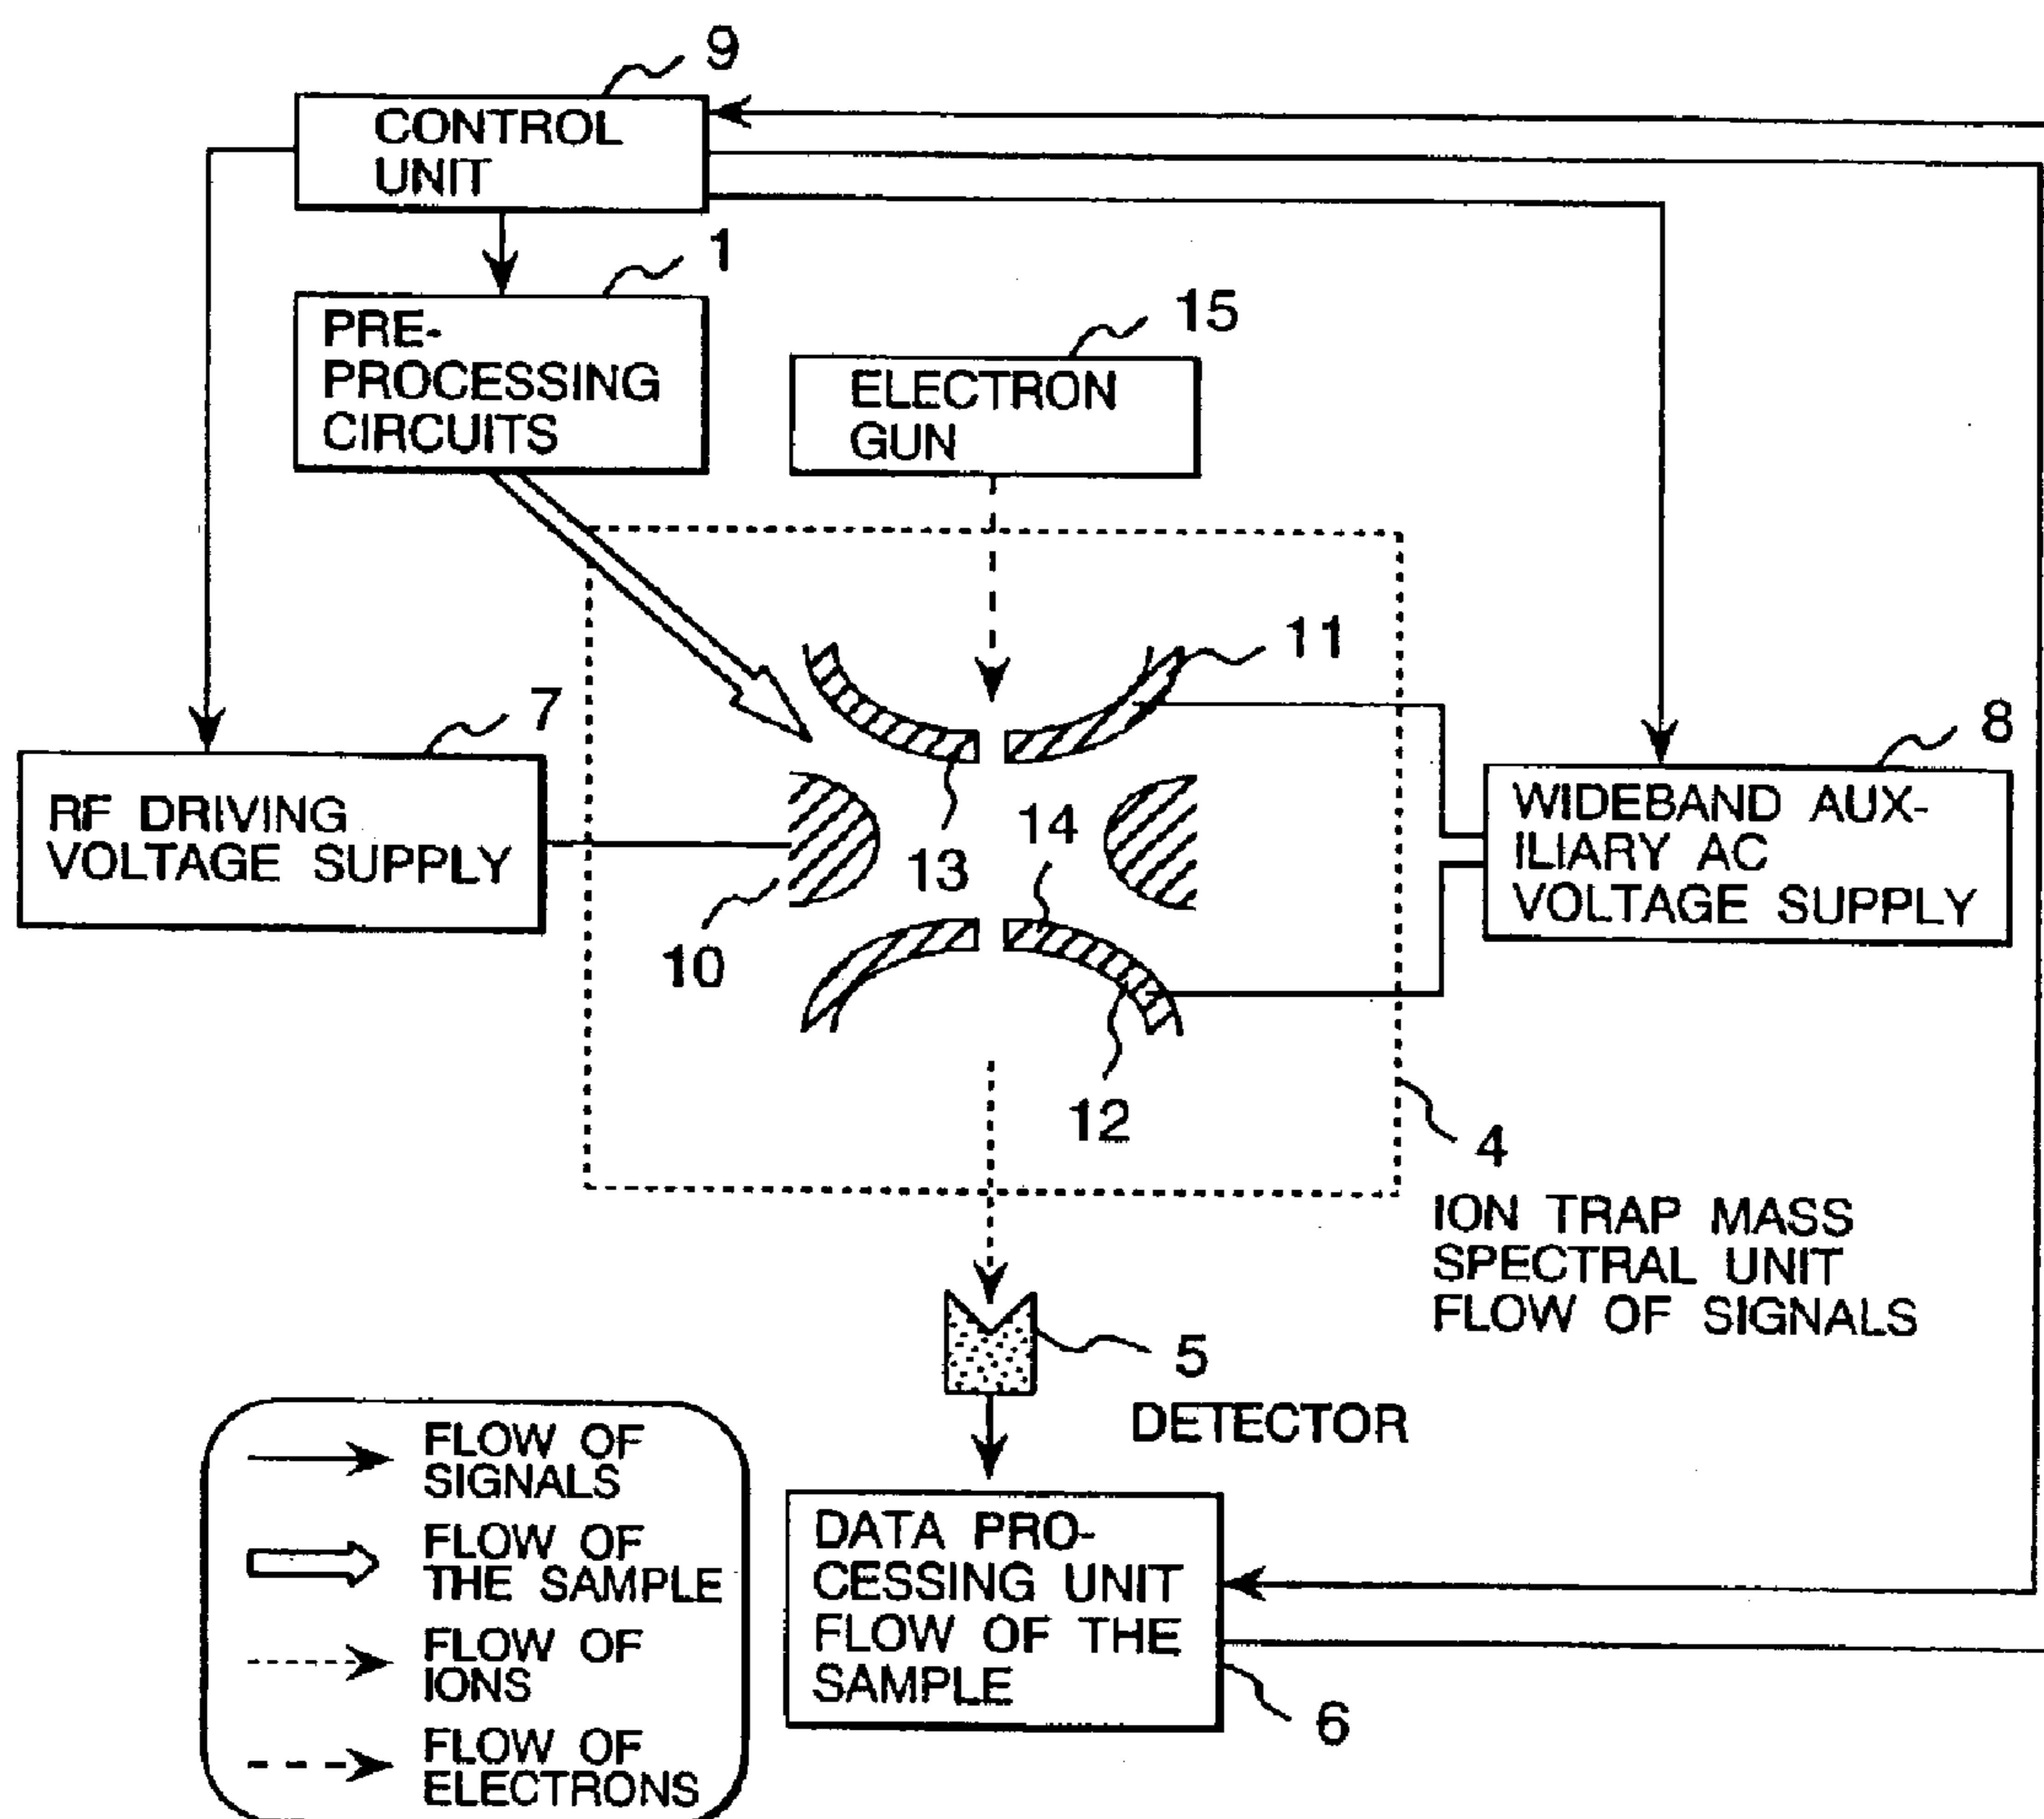 9
CONTROL
UNIT
1
PRE-
PROCESSING
CIRCUITS
15
ELECTRON
GUN
11
7
RF DRIVING
VOLTAGE SUPPLY
8
WIDEBAND AUX-
ILIARY AC
VOLTAGE SUPPLY
13
14
10
12
4
ION TRAP MASS
SPECTRAL UNIT
FLOW OF SIGNALS
5
DETECTOR
DATA PRO-
CESSING UNIT
FLOW OF THE
SAMPLE
6
FLOW OF
SIGNALS
FLOW OF
THE SAMPLE
FLOW OF
IONS
FLOW OF
ELECTRONS